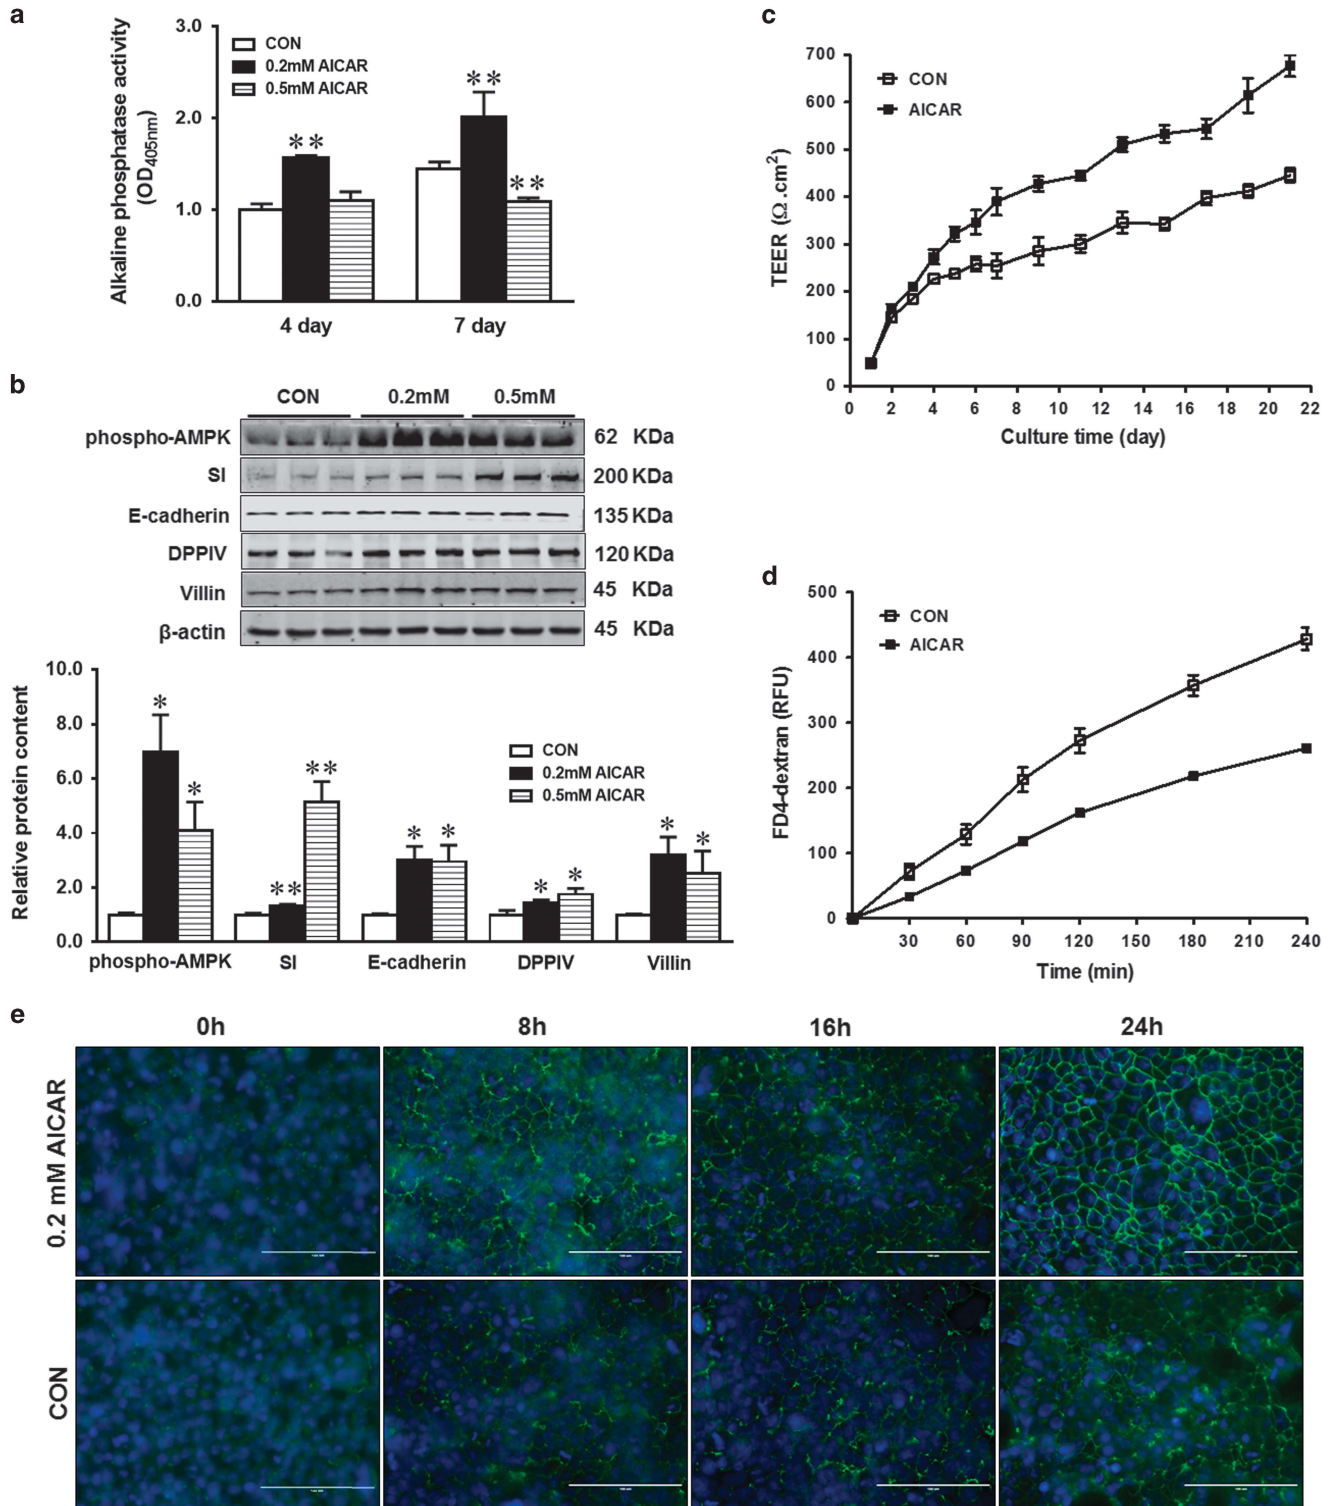 a
3.0
2.0
1.0
0.0
Alkaline phosphatase activity
(OD405nm)
CON
0.2mM AICAR
0.5mM AICAR
**
**
**
4 day
7 day
b
CON 0.2mM 0.5mM
phospho-AMPK 62 KDa
SI 200 KDa
E-cadherin 135 KDa
DPPIV 120 KDa
Villin 45 KDa
β-actin 45 KDa
10.0
8.0
6.0
4.0
2.0
0.0
Relative protein content
CON
0.2mM AICAR
0.5mM AICAR
* * ** ** * * * * * *
phospho-AMPK SI E-cadherin DPPIV Villin
c
700
600
500
400
300
200
100
0
TEER (Ω.cm2)
CON
AICAR
0 2 4 6 8 10 12 14 16 18 20 22
Culture time (day)
d
500
400
300
200
100
0
FD4-dextran (RFU)
CON
AICAR
30 60 90 120 150 180 210 240
Time (min)
e
0h 8h 16h 24h
0.2 mM AICAR
CON